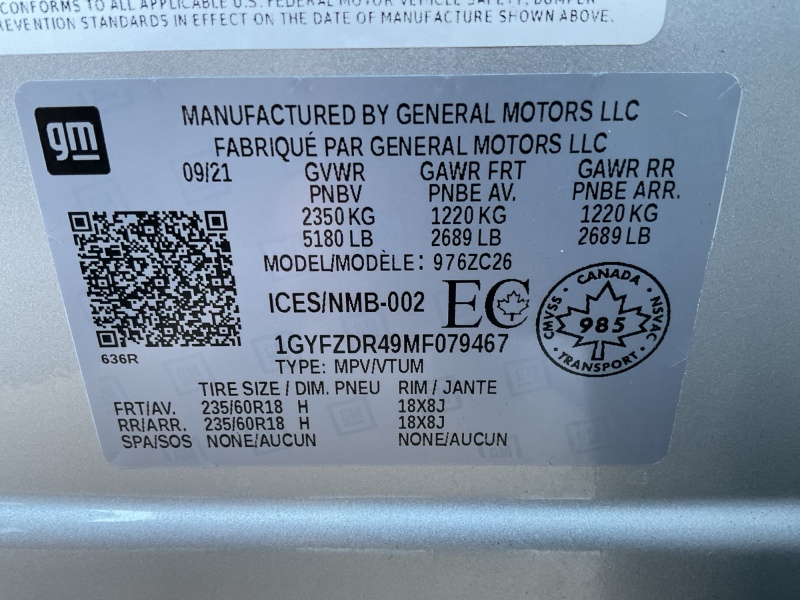 CONFORMS TO ALL APPLICABLE U.S. FEDERAL MOTOR VEHICLE SAFETY, BUMPER
PREVENTION STANDARDS IN EFFECT ON THE DATE OF MANUFACTURE SHOWN ABOVE.
gm
MANUFACTURED BY GENERAL MOTORS LLC
FABRIQUÉ PAR GENERAL MOTORS LLC
09/21 GVWR GAWR FRT GAWR RR
PNBV PNBE AV. PNBE ARR.
2350 KG 1220 KG 1220 KG
5180 LB 2689 LB 2689 LB
MODEL/MODÈLE: 976ZC26
ICES/NMB-002 EC
CANADA
CMVSS 985 NSVAC
TRANSPORT
1GYFZDR49MF079467
636R
TYPE: MPV/VTUM
TIRE SIZE / DIM. PNEU RIM / JANTE
FRT/AV. 235/60R18 H 18X8J
RR/ARR. 235/60R18 H 18X8J
SPA/SOS NONE/AUCUN NONE/AUCUN